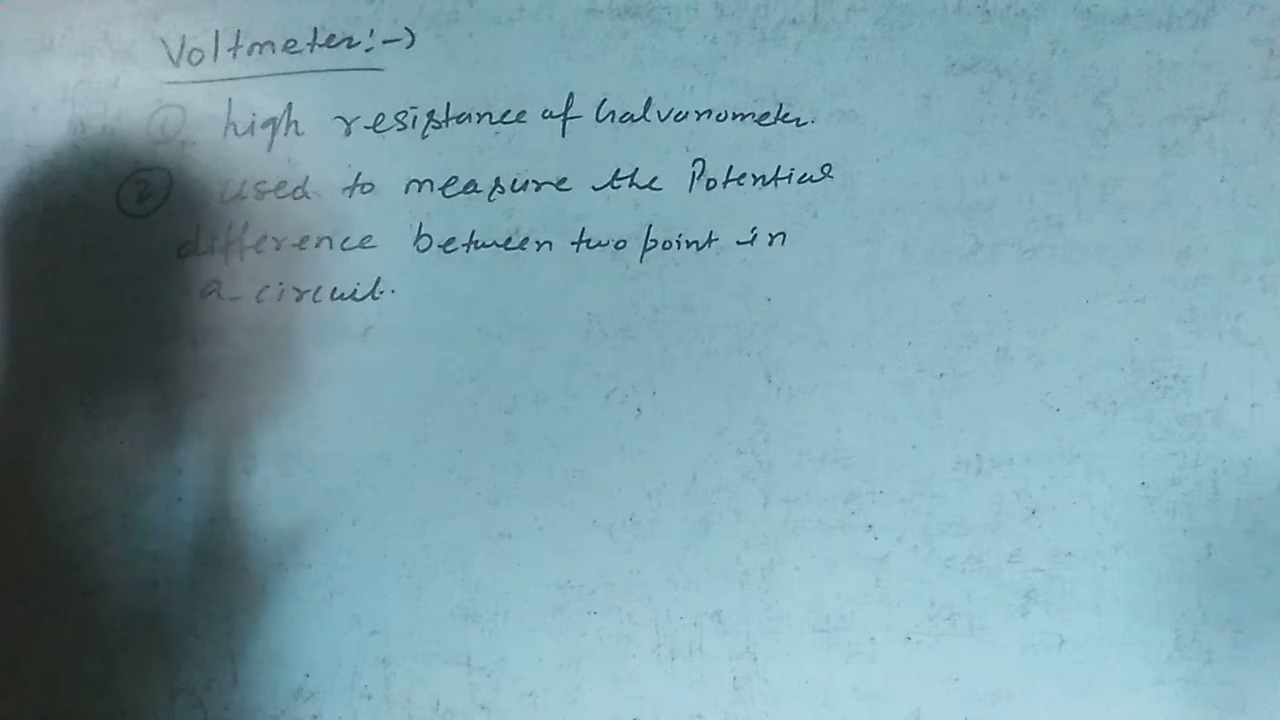 Voltmeter:→
① high resistance of Galvanometer.
② used to measure the Potential
difference between two point in
a circuit.